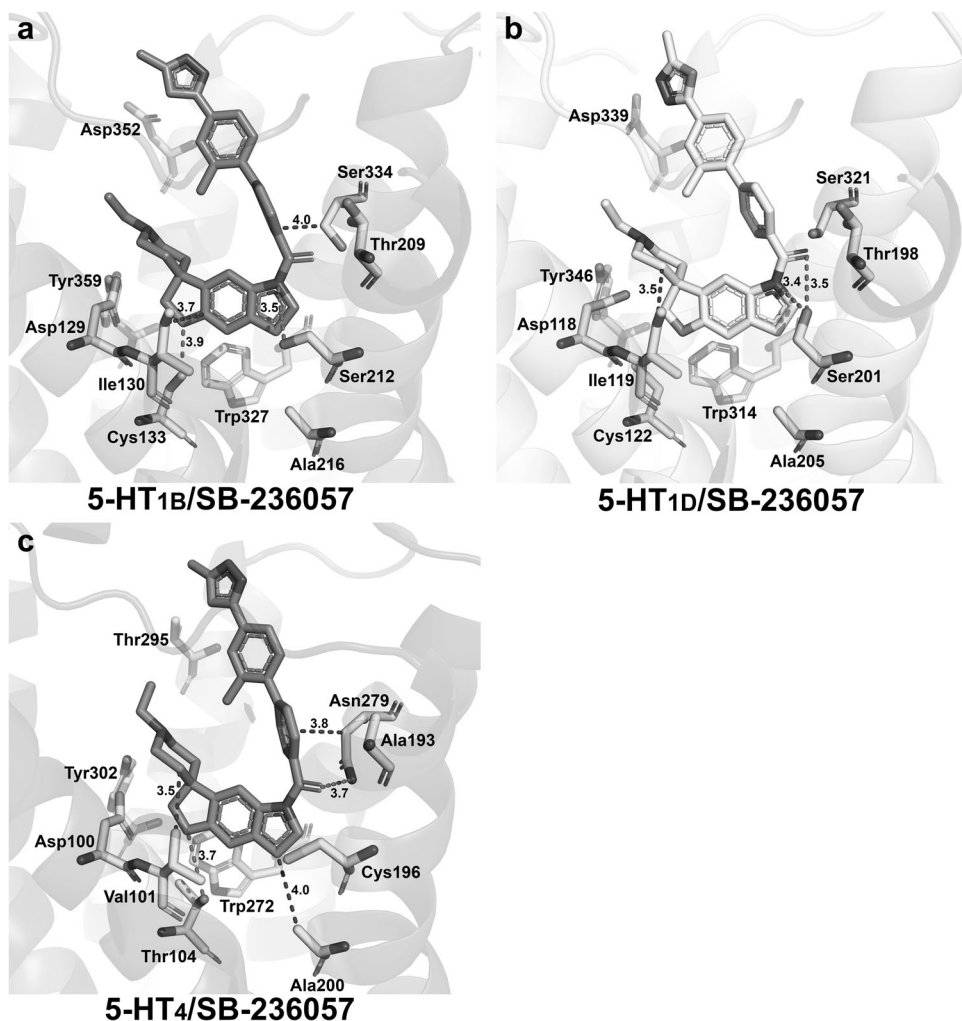 a
Asp352
Ser334
4.0
Thr209
Tyr359
3.7
3.5
Asp129
3.9
Ile130
Ser212
Trp327
Cys133
Ala216
5-HT1B/SB-236057
b
Asp339
Ser321
Thr198
Tyr346
3.4
3.5
3.5
Asp118
Ile119
Ser201
Trp314
Cys122
Ala205
5-HT1D/SB-236057
c
Thr295
Asn279
3.8
Ala193
Tyr302
3.5
3.7
Asp100
3.7
Cys196
Val101
Trp272
4.0
Thr104
Ala200
5-HT4/SB-236057